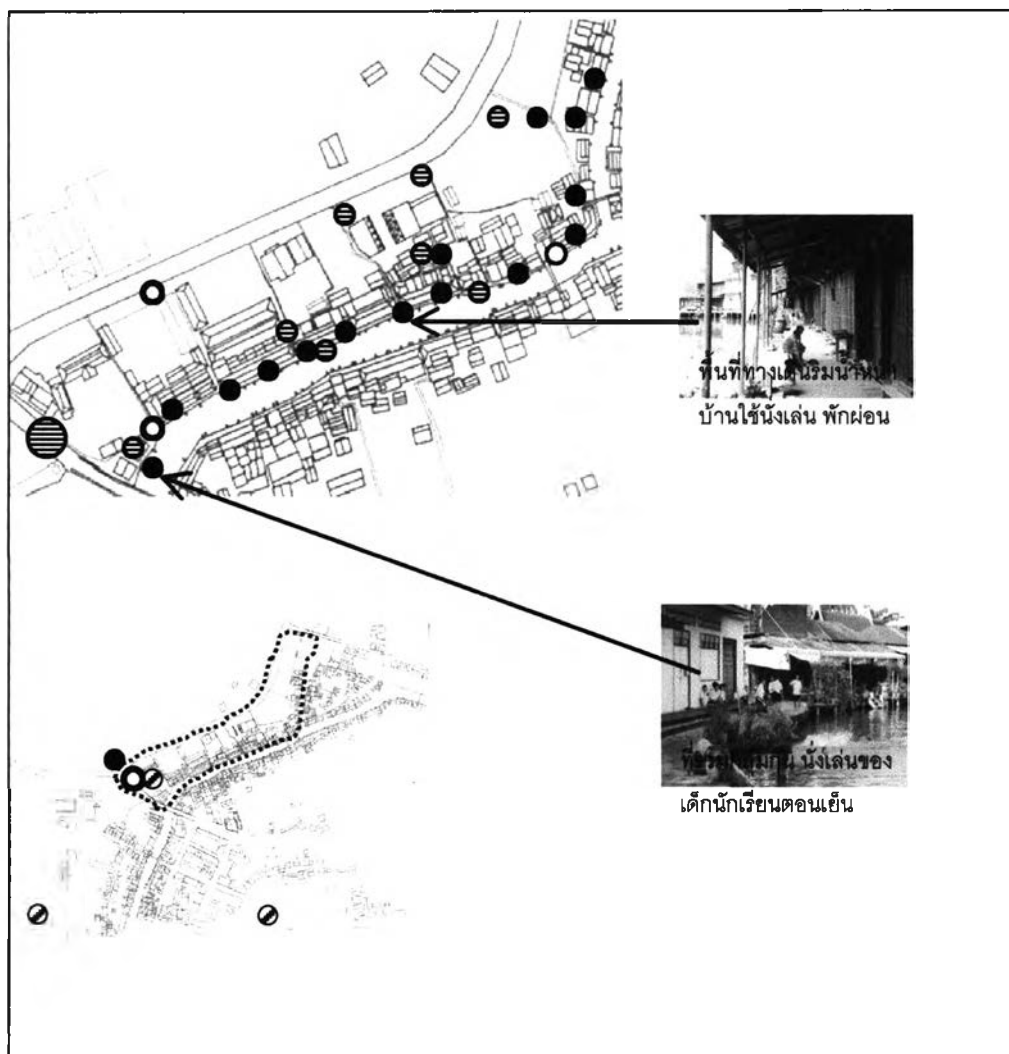 พื้นที่ทางเดินริมน้ำหน้า
บ้านใช้นั่งเล่น พักผ่อน
นั่งเล่นของ
เด็กนักเรียนตอนเย็น